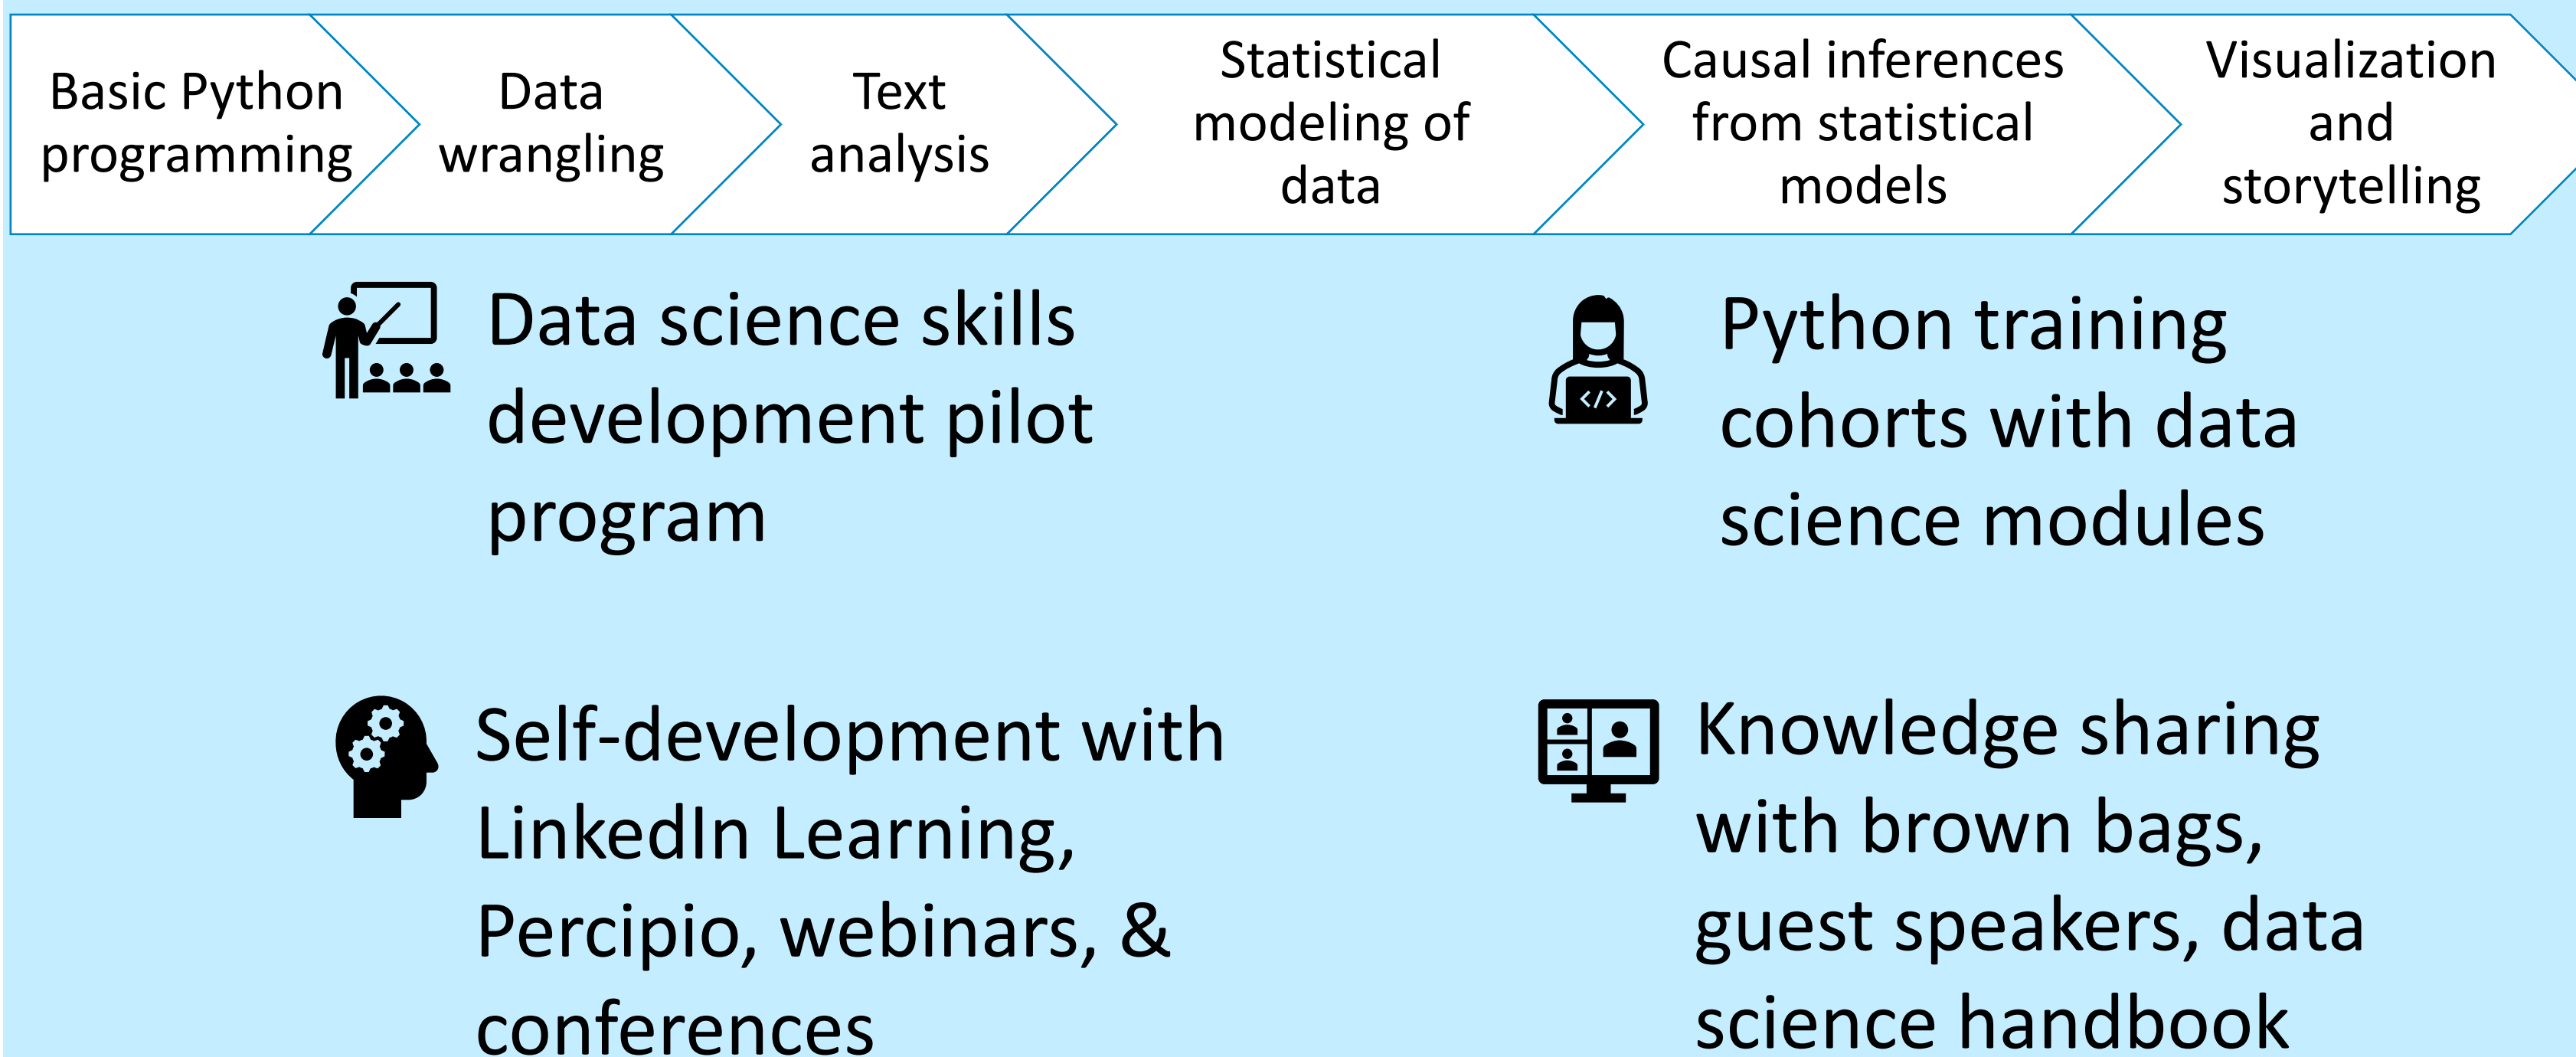 Basic Python
programming
Data
wrangling
Text
analysis
Statistical
modeling of
data
Causal inferences
from statistical
models
Visualization
and
storytelling
Data science skills
development pilot
program
Python training
cohorts with data
science modules
</>
Self-development with
LinkedIn Learning,
Percipio, webinars, &
conferences
Knowledge sharing
with brown bags,
guest speakers, data
science handbook